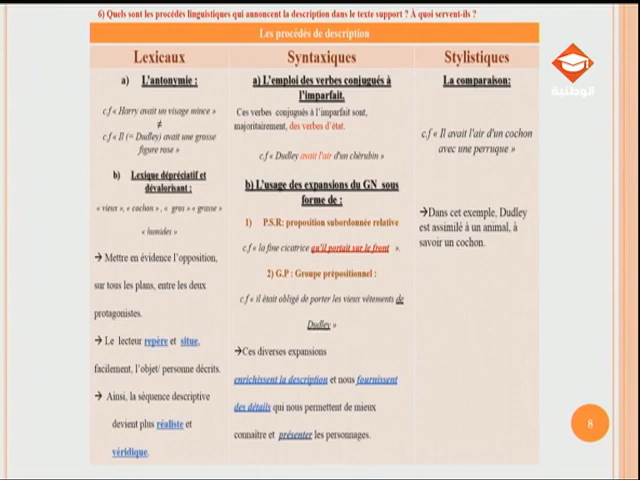 6) Quels sont les procédés linguistiques qui annoncent la description dans le texte support ? À quoi servent-ils ?
Les procédés de description
Lexicaux
a) L'antonymie :
c.f « Harry avait un visage mince »
≠
c.f « Il (= Dudley) avait une grosse
figure rose »
b) Lexique dépréciatif et
dévalorisant :
« vieux », « cochon » , « gros » « grasse »
« humides »
→ Mettre en évidence l'opposition,
sur tous les plans, entre les deux
protagonistes.
→ Le lecteur repère et situe,
facilement, l'objet/ personne décrits.
→ Ainsi, la séquence descriptive
devient plus réaliste et
véridique.
Syntaxiques
a) L'emploi des verbes conjugués à
l'imparfait.
Ces verbes conjugués à l'imparfait sont,
majoritairement, des verbes d'état.
c.f « Dudley avait l'air d'un chérubin »
b) L'usage des expansions du GN sous
forme de :
1) P.S.R: proposition subordonnée relative
c.f « la fine cicatrice qu'il portait sur le front ».
2) G.P : Groupe prépositionnel :
c.f « il était obligé de porter les vieux vêtements de
Dudley »
→Ces diverses expansions
enrichissent la description et nous fournissent
des détails qui nous permettent de mieux
connaitre et présenter les personnages.
Stylistiques
La comparaison:
c.f « Il avait l'air d'un cochon
avec une perruque »
→Dans cet exemple, Dudley
est assimilé à un animal, à
savoir un cochon.
الوطنية
8